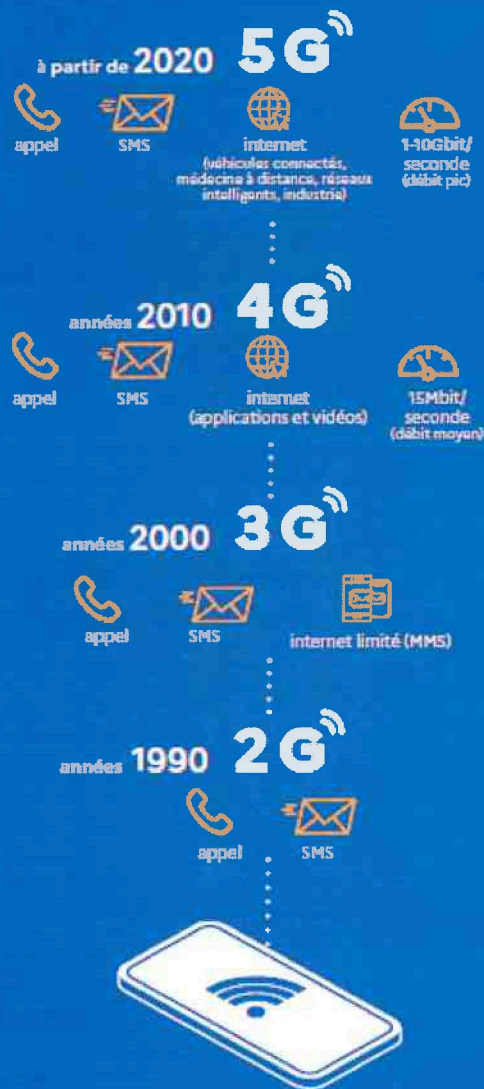 à partir de 2020 5G
appel
SMS
internet
(véhicules connectés,
médecine à distance, réseaux
intelligents, industrie)
1-10Gbit/
seconde
(débit pic)
années 2010 4G
appel
SMS
internet
(applications et vidéos)
15Mbit/
seconde
(débit moyen)
années 2000 3G
appel
SMS
internet limité (MMS)
années 1990 2G
appel
SMS